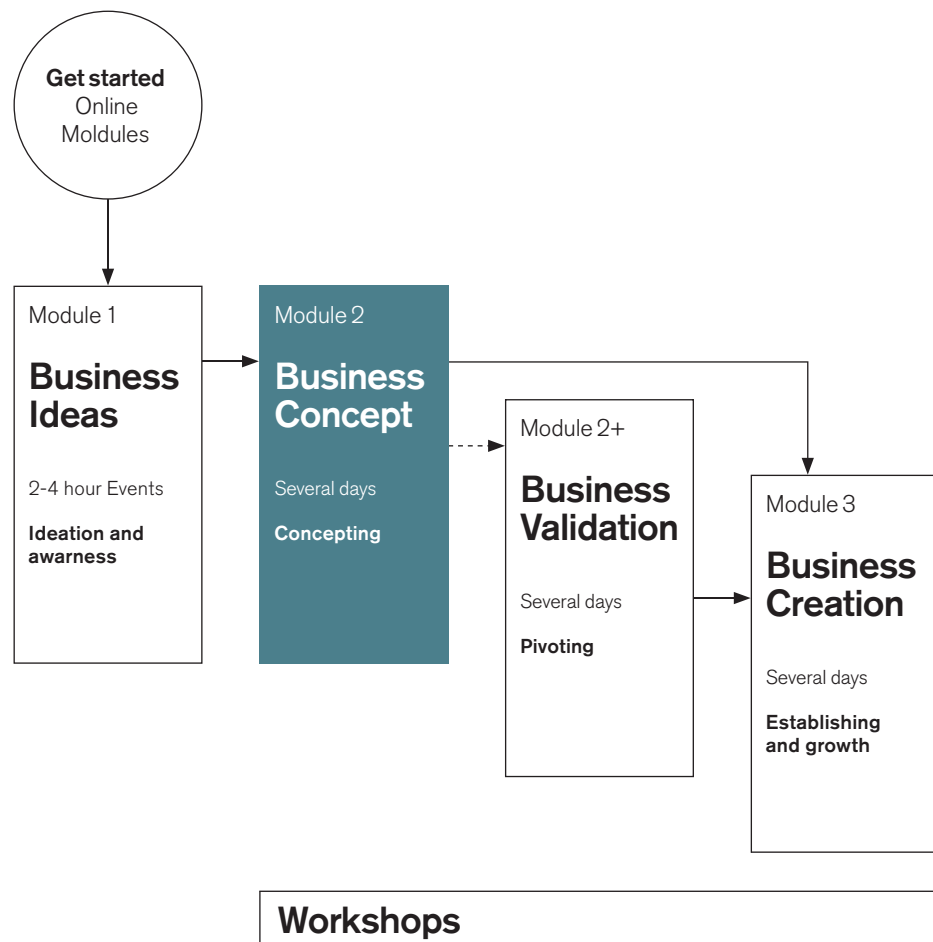 Get started
Online
Moldules
Module 1
Business
Ideas
2-4 hour Events
Ideation and
awarness
Module 2
Business
Concept
Several days
Concepting
Module 2+
Business
Validation
Several days
Pivoting
Module 3
Business
Creation
Several days
Establishing
and growth
Workshops